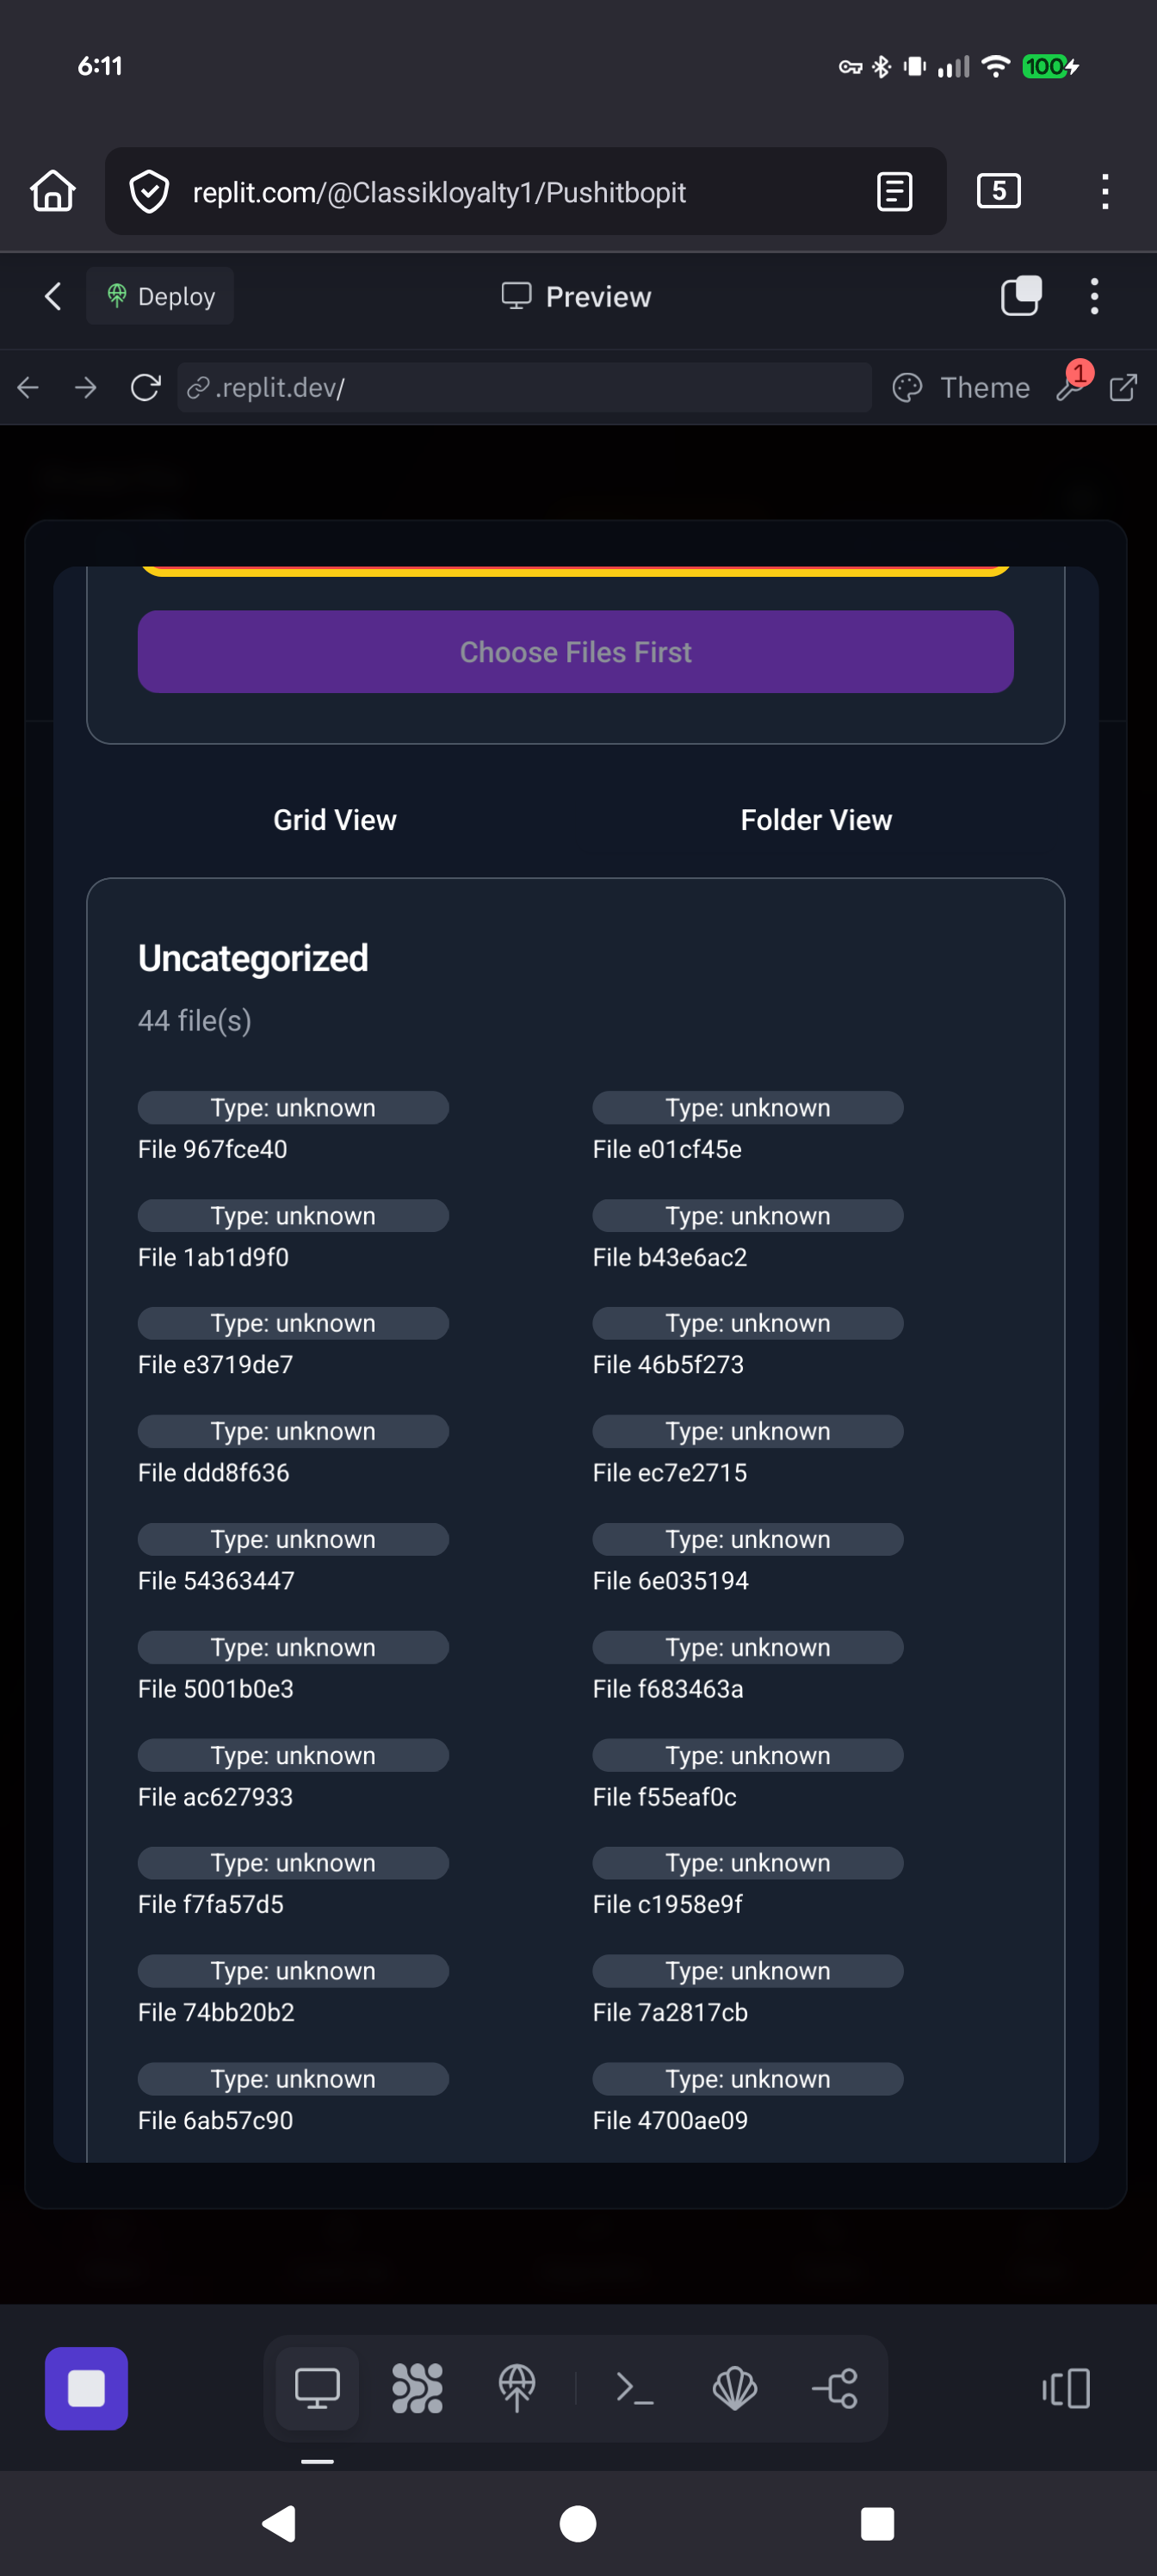 6:11
100
replit.com/@Classikloyalty1/Pushitbopit
5
Deploy
Preview
.replit.dev/
Theme
1
Choose Files First
Grid View
Folder View
Uncategorized
44 file(s)
Type: unknown
Type: unknown
File 967fce40
File e01cf45e
Type: unknown
Type: unknown
File 1ab1d9f0
File b43e6ac2
Type: unknown
Type: unknown
File e3719de7
File 46b5f273
Type: unknown
Type: unknown
File ddd8f636
File ec7e2715
Type: unknown
Type: unknown
File 54363447
File 6e035194
Type: unknown
Type: unknown
File 5001b0e3
File f683463a
Type: unknown
Type: unknown
File ac627933
File f55eaf0c
Type: unknown
Type: unknown
File f7fa57d5
File c1958e9f
Type: unknown
Type: unknown
File 74bb20b2
File 7a2817cb
Type: unknown
Type: unknown
File 6ab57c90
File 4700ae09